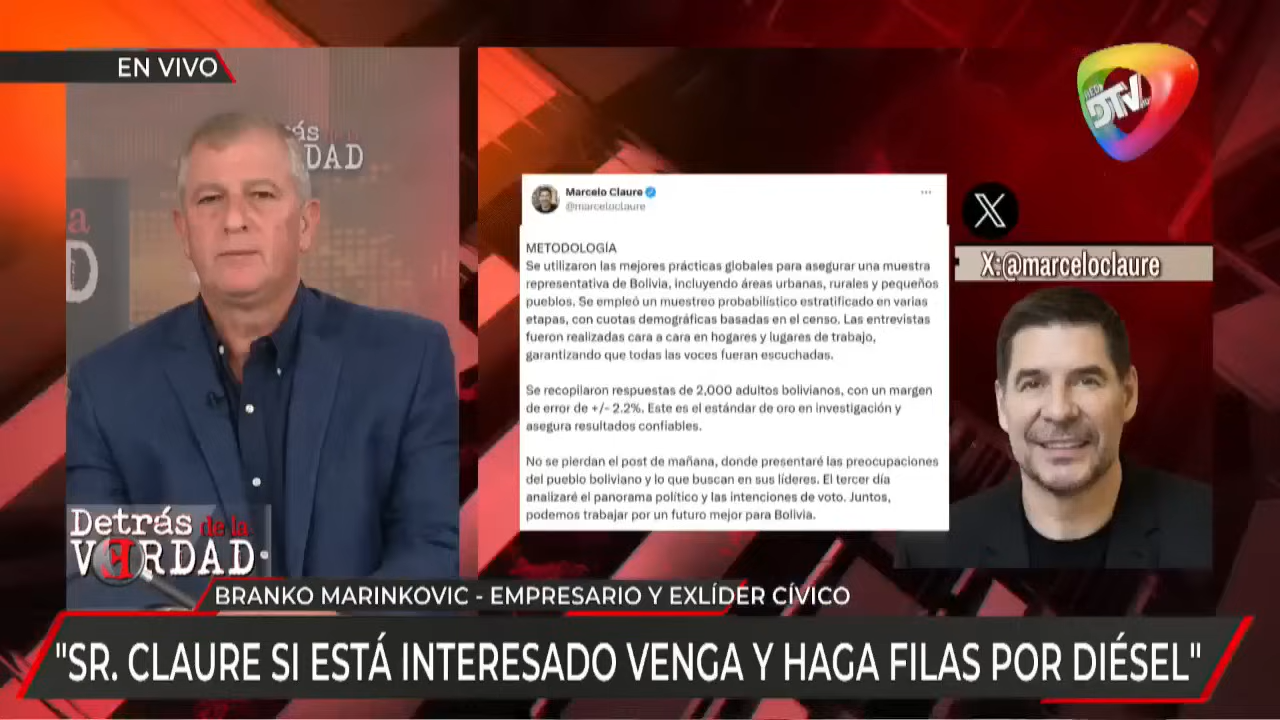 EN VIVO
Marcelo Claure
@marceloclaure
METODOLOGÍA
Se utilizaron las mejores prácticas globales para asegurar una muestra
representativa de Bolivia, incluyendo áreas urbanas, rurales y pequeños
pueblos. Se empleó un muestreo probabilístico estratificado en varias
etapas, con cuotas demográficas basadas en el censo. Las entrevistas
fueron realizadas cara a cara en hogares y lugares de trabajo,
garantizando que todas las voces fueran escuchadas.
Se recopilaron respuestas de 2,000 adultos bolivianos, con un margen
de error de +/- 2.2%. Este es el estándar de oro en investigación y
asegura resultados confiables.
No se pierdan el post de mañana, donde presentaré las preocupaciones
del pueblo boliviano y lo que buscan en sus líderes. El tercer día
analizaré el panorama político y las intenciones de voto. Juntos,
podemos trabajar por un futuro mejor para Bolivia.
X:@marceloclaure
DTV
Detrás de la
VERDAD
BRANKO MARINKOVIC - EMPRESARIO Y EXLÍDER CÍVICO
"SR. CLAURE SI ESTÁ INTERESADO VENGA Y HAGA FILAS POR DIÉSEL"